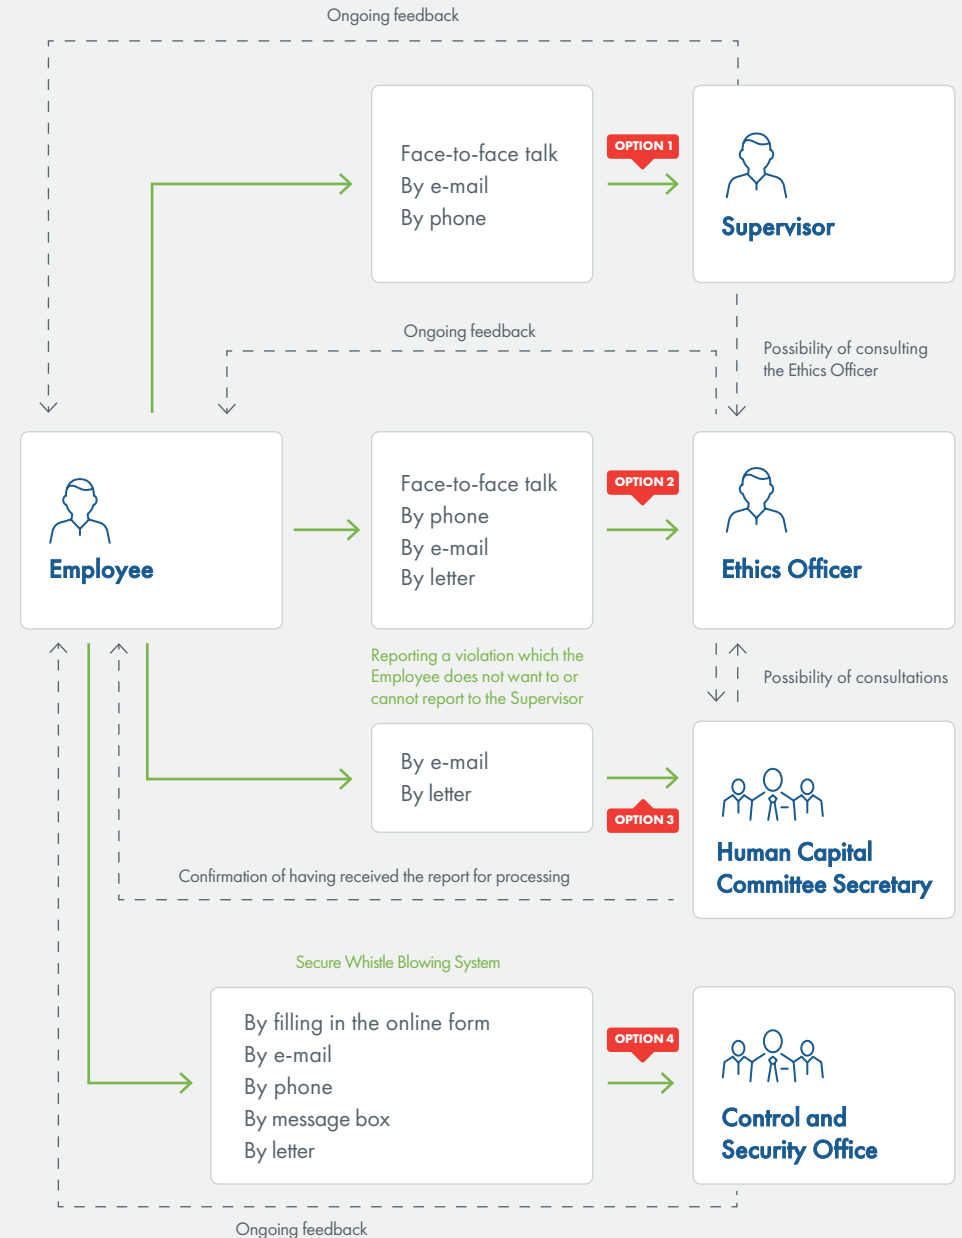 Ongoing feedback
Face-to-face talk
By e-mail
By phone
OPTION 1
Supervisor
Ongoing feedback
Possibility of consulting
the Ethics Officer
Employee
Face-to-face talk
By phone
By e-mail
By letter
OPTION 2
Ethics Officer
Reporting a violation which the
Employee does not want to or
cannot report to the Supervisor
Possibility of consultations
By e-mail
By letter
OPTION 3
Human Capital
Committee Secretary
Confirmation of having received the report for processing
Secure Whistle Blowing System
By filling in the online form
By e-mail
By phone
By message box
By letter
OPTION 4
Control and
Security Office
Ongoing feedback